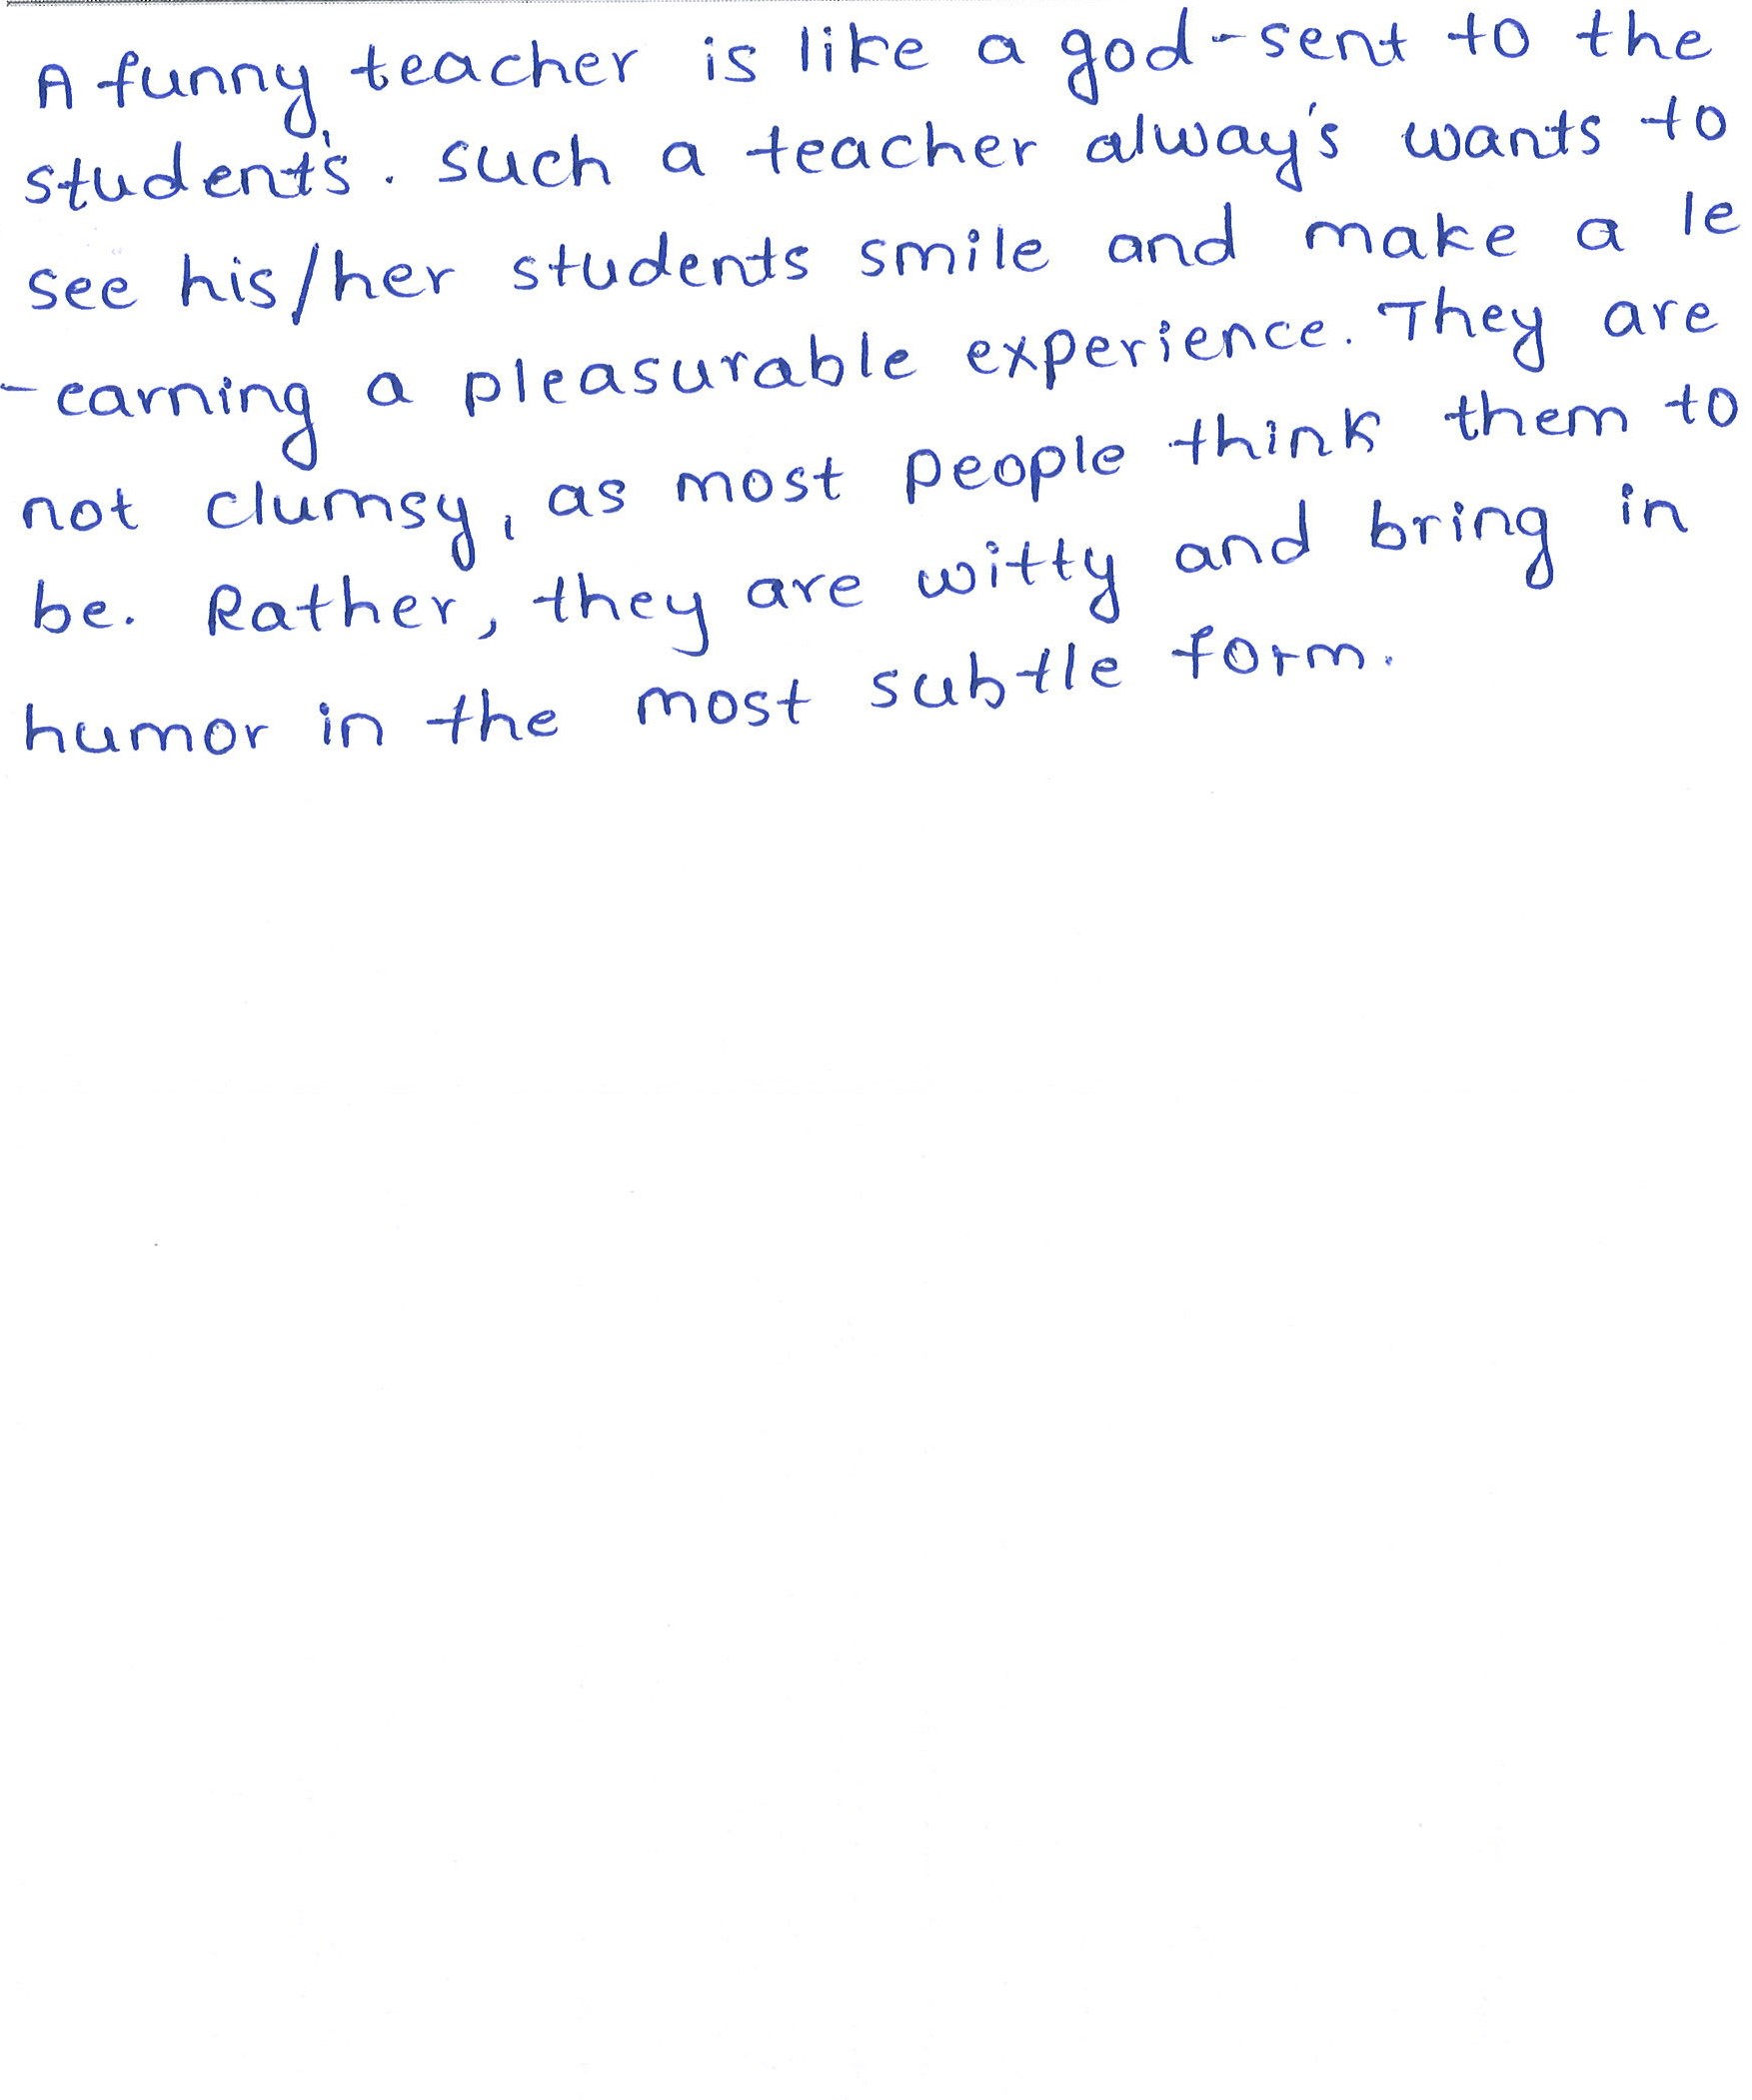 A funny teacher is like a god-sent to the
student's. such a teacher alway's wants to
see his/her students smile and make a le
-earning a pleasurable experience. They are
not clumsy, as most people think them to
be. Rather, they are witty and bring in
humor in the most subtle form.